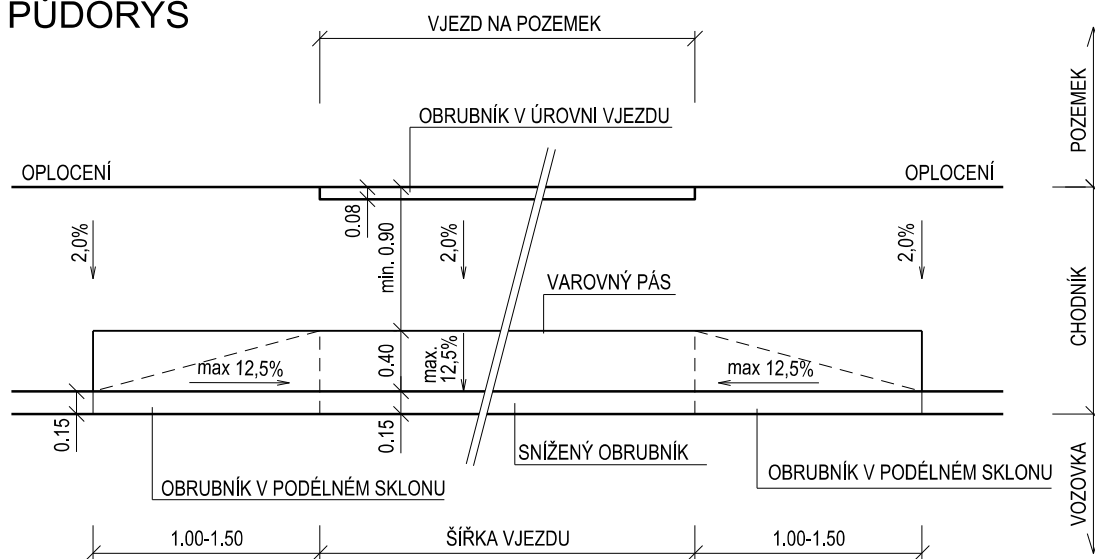 PŮDORYS
VJEZD NA POZEMEK
POZEMEK
OBRUBNÍK V ÚROVNI VJEZDU
OPLOCENÍ
OPLOCENÍ
0.08
2,0%
min. 0.90
2,0%
2,0%
VAROVNÝ PÁS
CHODNÍK
max 12,5%
0.40
max.
12,5%
max 12,5%
0.15
0.15
SNÍŽENÝ OBRUBNÍK
OBRUBNÍK V PODÉLNÉM SKLONU
OBRUBNÍK V PODÉLNÉM SKLONU
VOZOVKA
1.00-1.50
ŠÍŘKA VJEZDU
1.00-1.50